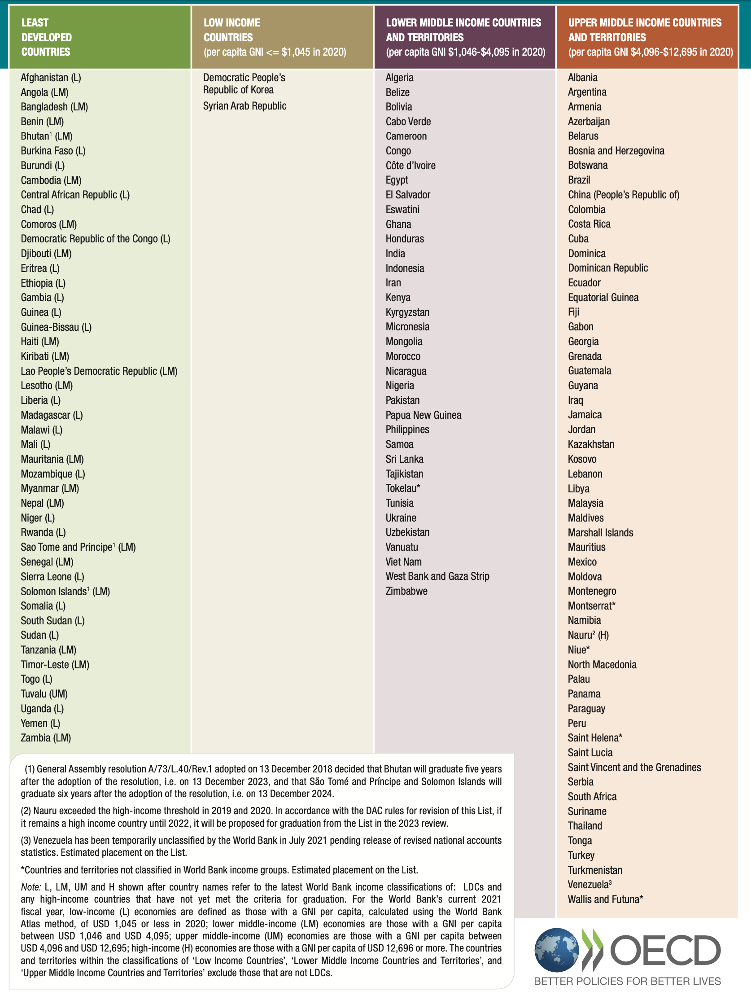 LEAST
DEVELOPED
COUNTRIES
Afghanistan (L)
Angola (LM)
Bangladesh (LM)
Benin (LM)
Bhutan¹ (LM)
Burkina Faso (L)
Burundi (L)
Cambodia (LM)
Central African Republic (L)
Chad (L)
Comoros (LM)
Democratic Republic of the Congo (L)
Djibouti (LM)
Eritrea (L)
Ethiopia (L)
Gambia (L)
Guinea (L)
Guinea-Bissau (L)
Haiti (LM)
Kiribati (LM)
Lao People’s Democratic Republic (LM)
Lesotho (LM)
Liberia (L)
Madagascar (L)
Malawi (L)
Mali (L)
Mauritania (LM)
Mozambique (L)
Myanmar (LM)
Nepal (LM)
Niger (L)
Rwanda (L)
Sao Tome and Principe¹ (LM)
Senegal (LM)
Sierra Leone (L)
Solomon Islands¹ (LM)
Somalia (L)
South Sudan (L)
Sudan (L)
Tanzania (LM)
Timor-Leste (LM)
Togo (L)
Tuvalu (UM)
Uganda (L)
Yemen (L)
Zambia (LM)
LOW INCOME
COUNTRIES
(per capita GNI <= $1,045 in 2020)
Democratic People’s
Republic of Korea
Syrian Arab Republic
LOWER MIDDLE INCOME COUNTRIES
AND TERRITORIES
(per capita GNI $1,046-$4,095 in 2020)
Algeria
Belize
Bolivia
Cabo Verde
Cameroon
Congo
Côte d’Ivoire
Egypt
El Salvador
Eswatini
Ghana
Honduras
India
Indonesia
Iran
Kenya
Kyrgyzstan
Micronesia
Mongolia
Morocco
Nicaragua
Nigeria
Pakistan
Papua New Guinea
Philippines
Samoa
Sri Lanka
Tajikistan
Tokelau*
Tunisia
Ukraine
Uzbekistan
Vanuatu
Viet Nam
West Bank and Gaza Strip
Zimbabwe
UPPER MIDDLE INCOME COUNTRIES
AND TERRITORIES
(per capita GNI $4,096-$12,695 in 2020)
Albania
Argentina
Armenia
Azerbaijan
Belarus
Bosnia and Herzegovina
Botswana
Brazil
China (People’s Republic of)
Colombia
Costa Rica
Cuba
Dominica
Dominican Republic
Ecuador
Equatorial Guinea
Fiji
Gabon
Georgia
Grenada
Guatemala
Guyana
Iraq
Jamaica
Jordan
Kazakhstan
Kosovo
Lebanon
Libya
Malaysia
Maldives
Marshall Islands
Mauritius
Mexico
Moldova
Montenegro
Montserrat*
Namibia
Nauru² (H)
Niue*
North Macedonia
Palau
Panama
Paraguay
Peru
Saint Helena*
Saint Lucia
Saint Vincent and the Grenadines
Serbia
South Africa
Suriname
Thailand
Tonga
Turkey
Turkmenistan
Venezuela³
Wallis and Futuna*
(1) General Assembly resolution A/73/L.40/Rev.1 adopted on 13 December 2018 decided that Bhutan will graduate five years
after the adoption of the resolution, i.e. on 13 December 2023, and that São Tomé and Príncipe and Solomon Islands will
graduate six years after the adoption of the resolution, i.e. on 13 December 2024.
(2) Nauru exceeded the high-income threshold in 2019 and 2020. In accordance with the DAC rules for revision of this List, if
it remains a high income country until 2022, it will be proposed for graduation from the List in the 2023 review.
(3) Venezuela has been temporarily unclassified by the World Bank in July 2021 pending release of revised national accounts
statistics. Estimated placement on the List.
*Countries and territories not classified in World Bank income groups. Estimated placement on the List.
Note: L, LM, UM and H shown after country names refer to the latest World Bank income classifications of: LDCs and
any high-income countries that have not yet met the criteria for graduation. For the World Bank’s current 2021
fiscal year, low-income (L) economies are defined as those with a GNI per capita, calculated using the World Bank
Atlas method, of USD 1,045 or less in 2020; lower middle-income (LM) economies are those with a GNI per capita
between USD 1,046 and USD 4,095; upper middle-income (UM) economies are those with a GNI per capita between
USD 4,096 and USD 12,695; high-income (H) economies are those with a GNI per capita of USD 12,696 or more. The countries
and territories within the classifications of ‘Low Income Countries’, ‘Lower Middle Income Countries and Territories’, and
‘Upper Middle Income Countries and Territories’ exclude those that are not LDCs.
OECD
BETTER POLICIES FOR BETTER LIVES